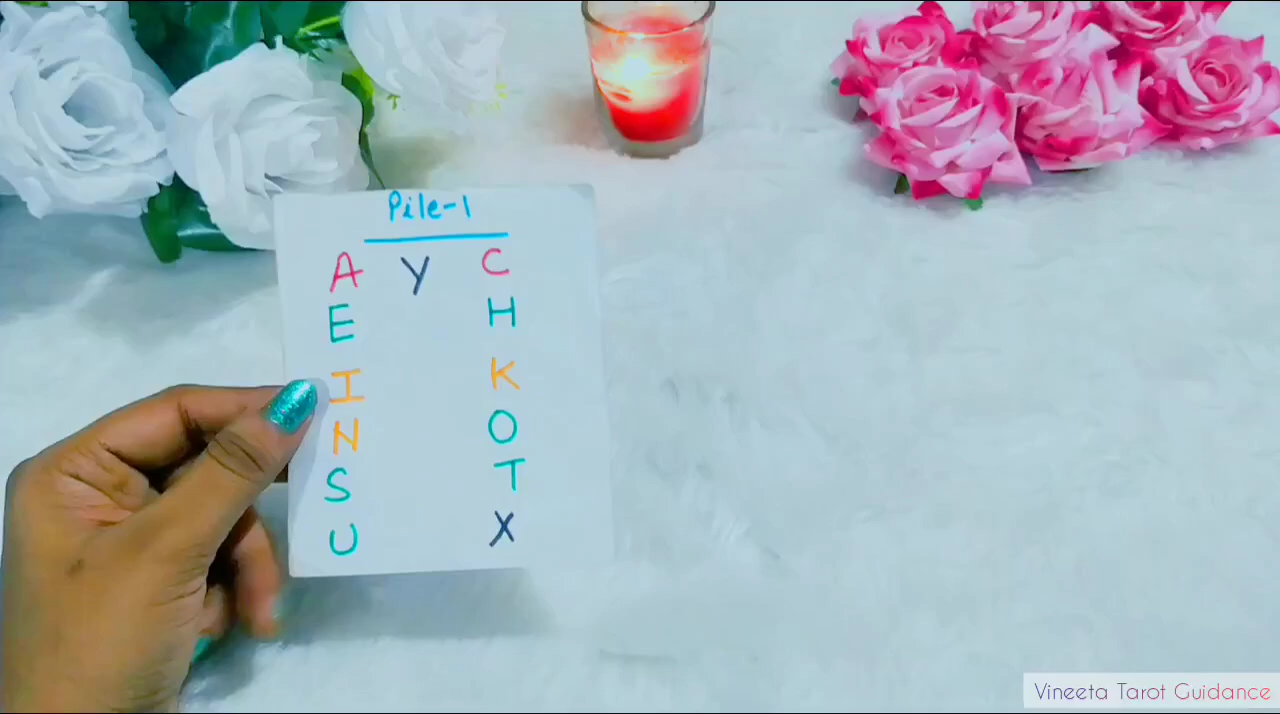 Pile-1
A Y C
E H
I K
N O
S T
U X
Vineeta Tarot Guidance